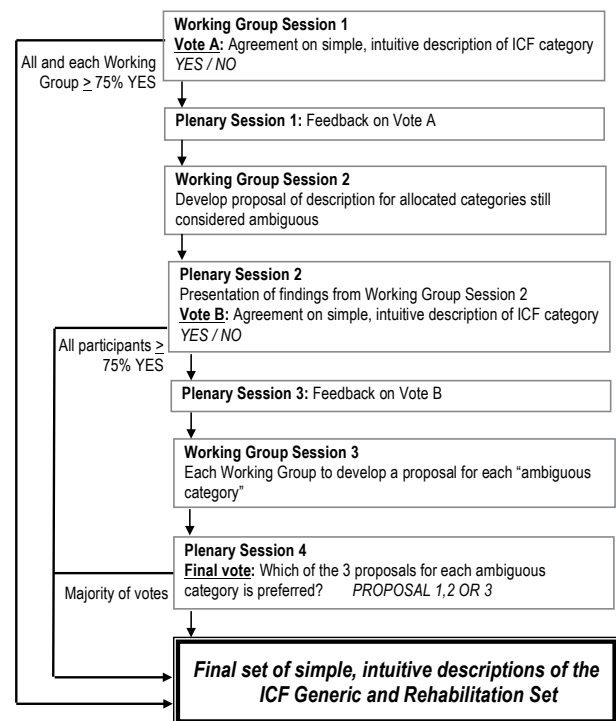 Working Group Session 1
Vote A: Agreement on simple, intuitive description of ICF category
YES / NO
All and each Working
Group ≥ 75% YES
Plenary Session 1: Feedback on Vote A
Working Group Session 2
Develop proposal of description for allocated categories still
considered ambiguous
Plenary Session 2
Presentation of findings from Working Group Session 2
Vote B: Agreement on simple, intuitive description of ICF category
YES / NO
All participants ≥
75% YES
Plenary Session 3: Feedback on Vote B
Working Group Session 3
Each Working Group to develop a proposal for each “ambiguous
category”
Plenary Session 4
Final vote: Which of the 3 proposals for each ambiguous
category is preferred? PROPOSAL 1,2 OR 3
Majority of votes
Final set of simple, intuitive descriptions of the
ICF Generic and Rehabilitation Set